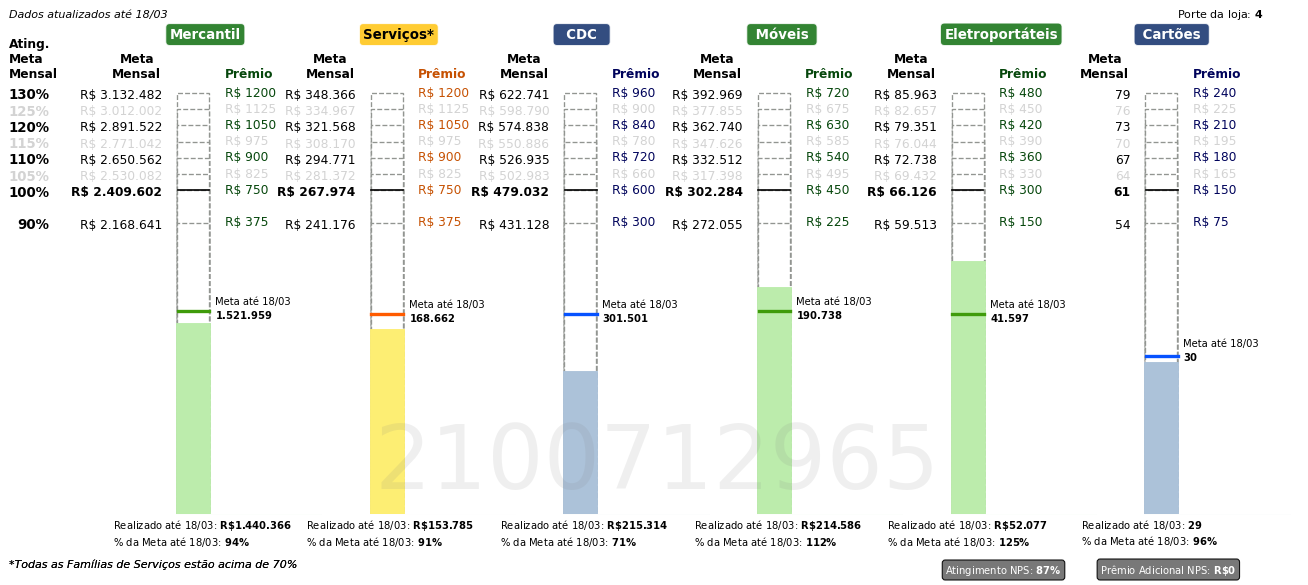 Dados atualizados até 18/03 Porte da loja: 4
Mercantil Serviços* CDC Móveis Eletroportáteis Cartões
Ating. Meta Mensal
Meta Mensal Prêmio Meta Mensal Prêmio Meta Mensal Prêmio Meta Mensal Prêmio Meta Mensal Prêmio Meta Mensal Prêmio
130% R$ 3.132.482 R$ 1200 R$ 348.366 R$ 1200 R$ 622.741 R$ 960 R$ 392.969 R$ 720 R$ 85.963 R$ 480 79 R$ 240
125% R$ 3.012.002 R$ 1125 R$ 334.967 R$ 1125 R$ 598.790 R$ 900 R$ 377.855 R$ 675 R$ 82.657 R$ 450 76 R$ 225
120% R$ 2.891.522 R$ 1050 R$ 321.568 R$ 1050 R$ 574.838 R$ 840 R$ 362.740 R$ 630 R$ 79.351 R$ 420 73 R$ 210
115% R$ 2.771.042 R$ 975 R$ 308.170 R$ 975 R$ 550.886 R$ 780 R$ 347.626 R$ 585 R$ 76.044 R$ 390 70 R$ 195
110% R$ 2.650.562 R$ 900 R$ 294.771 R$ 900 R$ 526.935 R$ 720 R$ 332.512 R$ 540 R$ 72.738 R$ 360 67 R$ 180
105% R$ 2.530.082 R$ 825 R$ 281.372 R$ 825 R$ 502.983 R$ 660 R$ 317.398 R$ 495 R$ 69.432 R$ 330 64 R$ 165
100% R$ 2.409.602 R$ 750 R$ 267.974 R$ 750 R$ 479.032 R$ 600 R$ 302.284 R$ 450 R$ 66.126 R$ 300 61 R$ 150
90% R$ 2.168.641 R$ 375 R$ 241.176 R$ 375 R$ 431.128 R$ 300 R$ 272.055 R$ 225 R$ 59.513 R$ 150 54 R$ 75
Meta até 18/03 Meta até 18/03 Meta até 18/03 Meta até 18/03 Meta até 18/03
1.521.959 168.662 301.501 190.738 41.597
Meta até 18/03
30
2100712965
Realizado até 18/03: R$1.440.366 Realizado até 18/03: R$153.785 Realizado até 18/03: R$215.314 Realizado até 18/03: R$214.586 Realizado até 18/03: R$52.077 Realizado até 18/03: 29
% da Meta até 18/03: 94% % da Meta até 18/03: 91% % da Meta até 18/03: 71% % da Meta até 18/03: 112% % da Meta até 18/03: 125% % da Meta até 18/03: 96%
*Todas as Famílias de Serviços estão acima de 70% Atingimento NPS: 87% Prêmio Adicional NPS: R$0